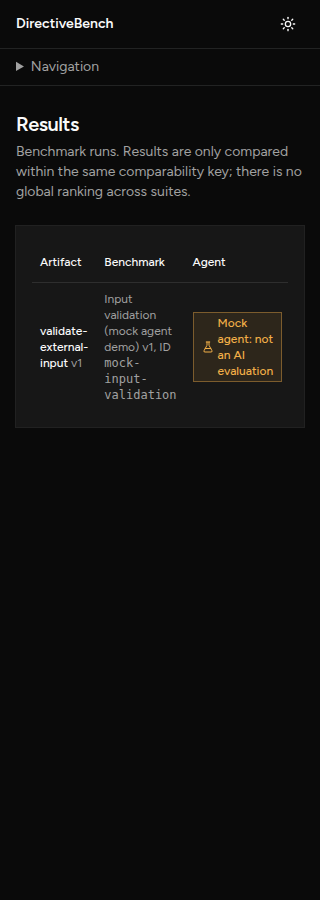 DirectiveBench
Navigation
Results
Benchmark runs. Results are only compared
within the same comparability key; there is no
global ranking across suites.
Artifact Benchmark Agent
validate-
external-
input v1
Input
validation
(mock agent
demo) v1, ID
mock-
input-
validation
Mock
agent: not
an AI
evaluation